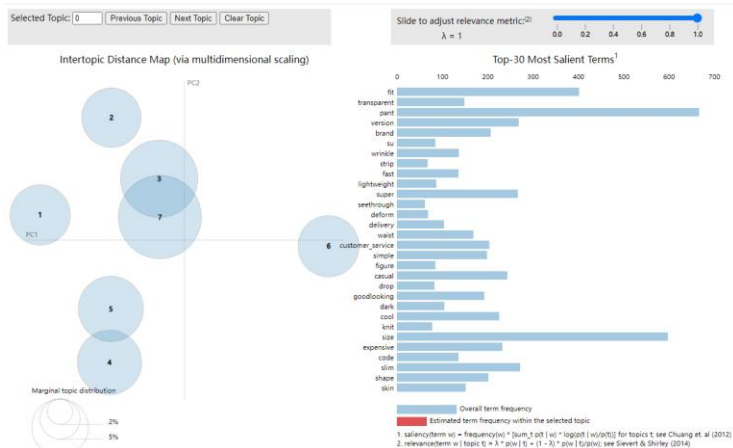 Selected Topic: 0 Previous Topic Next Topic Clear Topic
Slide to adjust relevance metric:(2)
λ = 1
0.0 0.2 0.4 0.6 0.8 1.0
Intertopic Distance Map (via multidimensional scaling)
PC2
PC1
2
3
1
7
6
5
4
Marginal topic distribution
2%
5%
Top-30 Most Salient Terms1
0 100 200 300 400 500 600 700
fit
transparent
pant
version
brand
su
wrinkle
strip
fast
lightweight
super
seethrough
deform
delivery
waist
customer_service
simple
figure
casual
drop
goodlooking
dark
cool
knit
size
expensive
code
slim
shape
skin
Overall term frequency
Estimated term frequency within the selected topic
1. saliency(term w) = frequency(w) * [sum_t p(t | w) * log(p(t | w)/p(t))] for topics t; see Chuang et. al (2012)
2. relevance(term w | topic t) = λ * p(w | t) + (1 - λ) * p(w | t)/p(w); see Sievert & Shirley (2014)